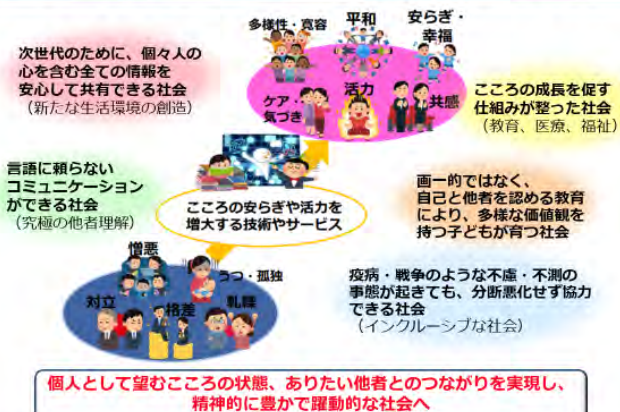 多様性・寛容
平和
安らぎ・
幸福
次世代のために、個々人の
心を含む全ての情報を
安心して共有できる社会
（新たな生活環境の創造）
ケア・
気づき
活力
共感
こころの成長を促す
仕組みが整った社会
（教育、医療、福祉）
言語に頼らない
コミュニケーション
ができる社会
（究極の他者理解）
こころの安らぎや活力を
増大する技術やサービス
画一的ではなく、
自己と他者を認める教育
により、多様な価値観を
持つ子どもが育つ社会
憎悪
うつ・孤独
対立
格差
軋轢
疫病・戦争のような不慮・不測の
事態が起きても、分断悪化せず協力
できる社会
（インクルーシブな社会）
個人として望むこころの状態、ありたい他者とのつながりを実現し、
精神的に豊かで躍動的な社会へ